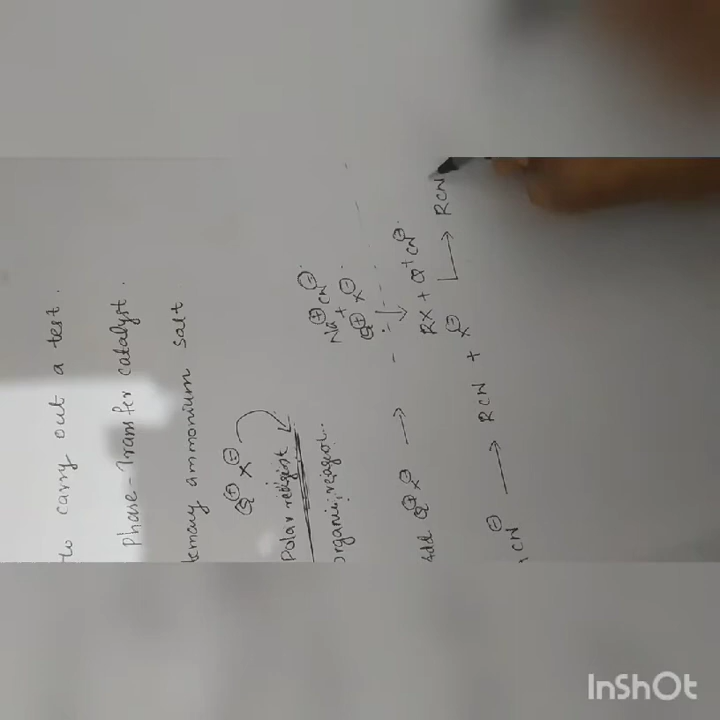 to carry out a test.
Phase-Transfer catalyst.
ernary ammonium salt
Q⊕ X⊖
Polar reagent
organic reagent.
Na⊕ CN⊖
+
Q⊕ X⊖
add Q⊕X⊖ ⟶
RX + Q⁺CN⊖
↳ RCN
CN⊖ ⟶ RCN + X⊖
InShOt